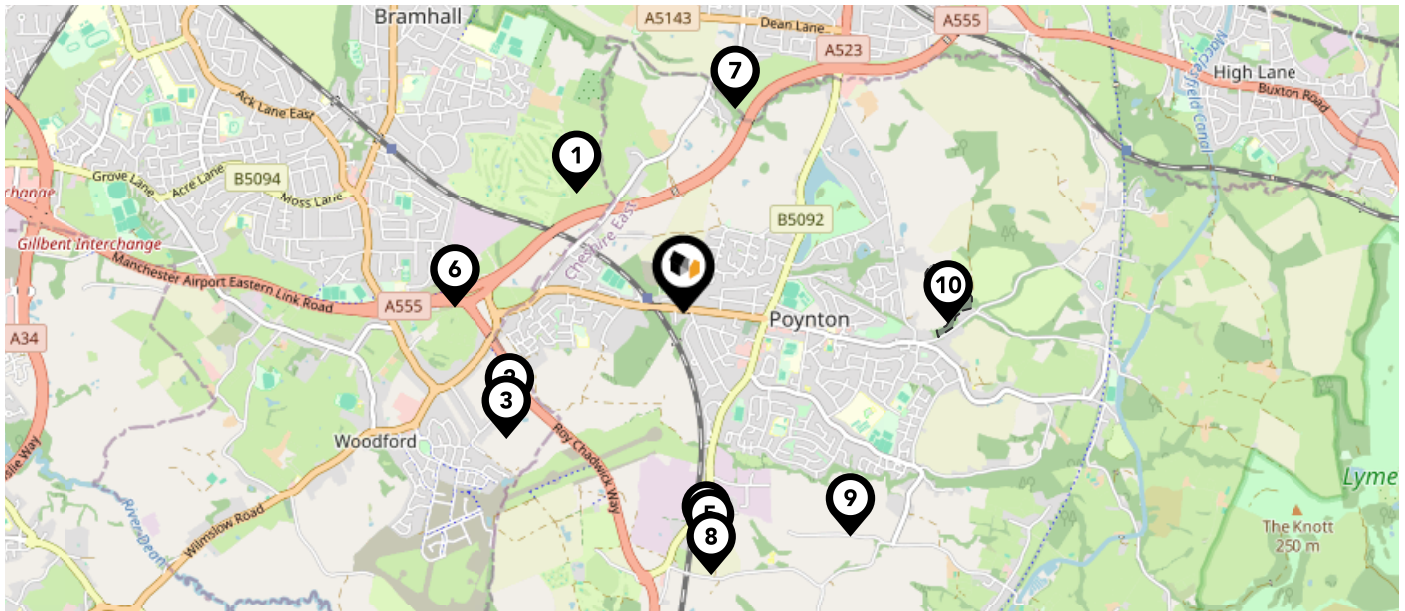 Bramhall
A5143
Dean Lane
A555
A523
High Lane
Buxton Road
Macclesfield Canal
7
Ack Lane East
1
Grove Lane
Acre Lane
B5094
Moss Lane
change
B5092
Gillbent Interchange
Cheshire East
Manchester Airport Eastern Link Road
6
A555
10
Poynton
A34
3
Woodford
Roy Chadwick Way
Lyme
9
5
8
River Dean
Wilmslow Road
The Knott
250 m